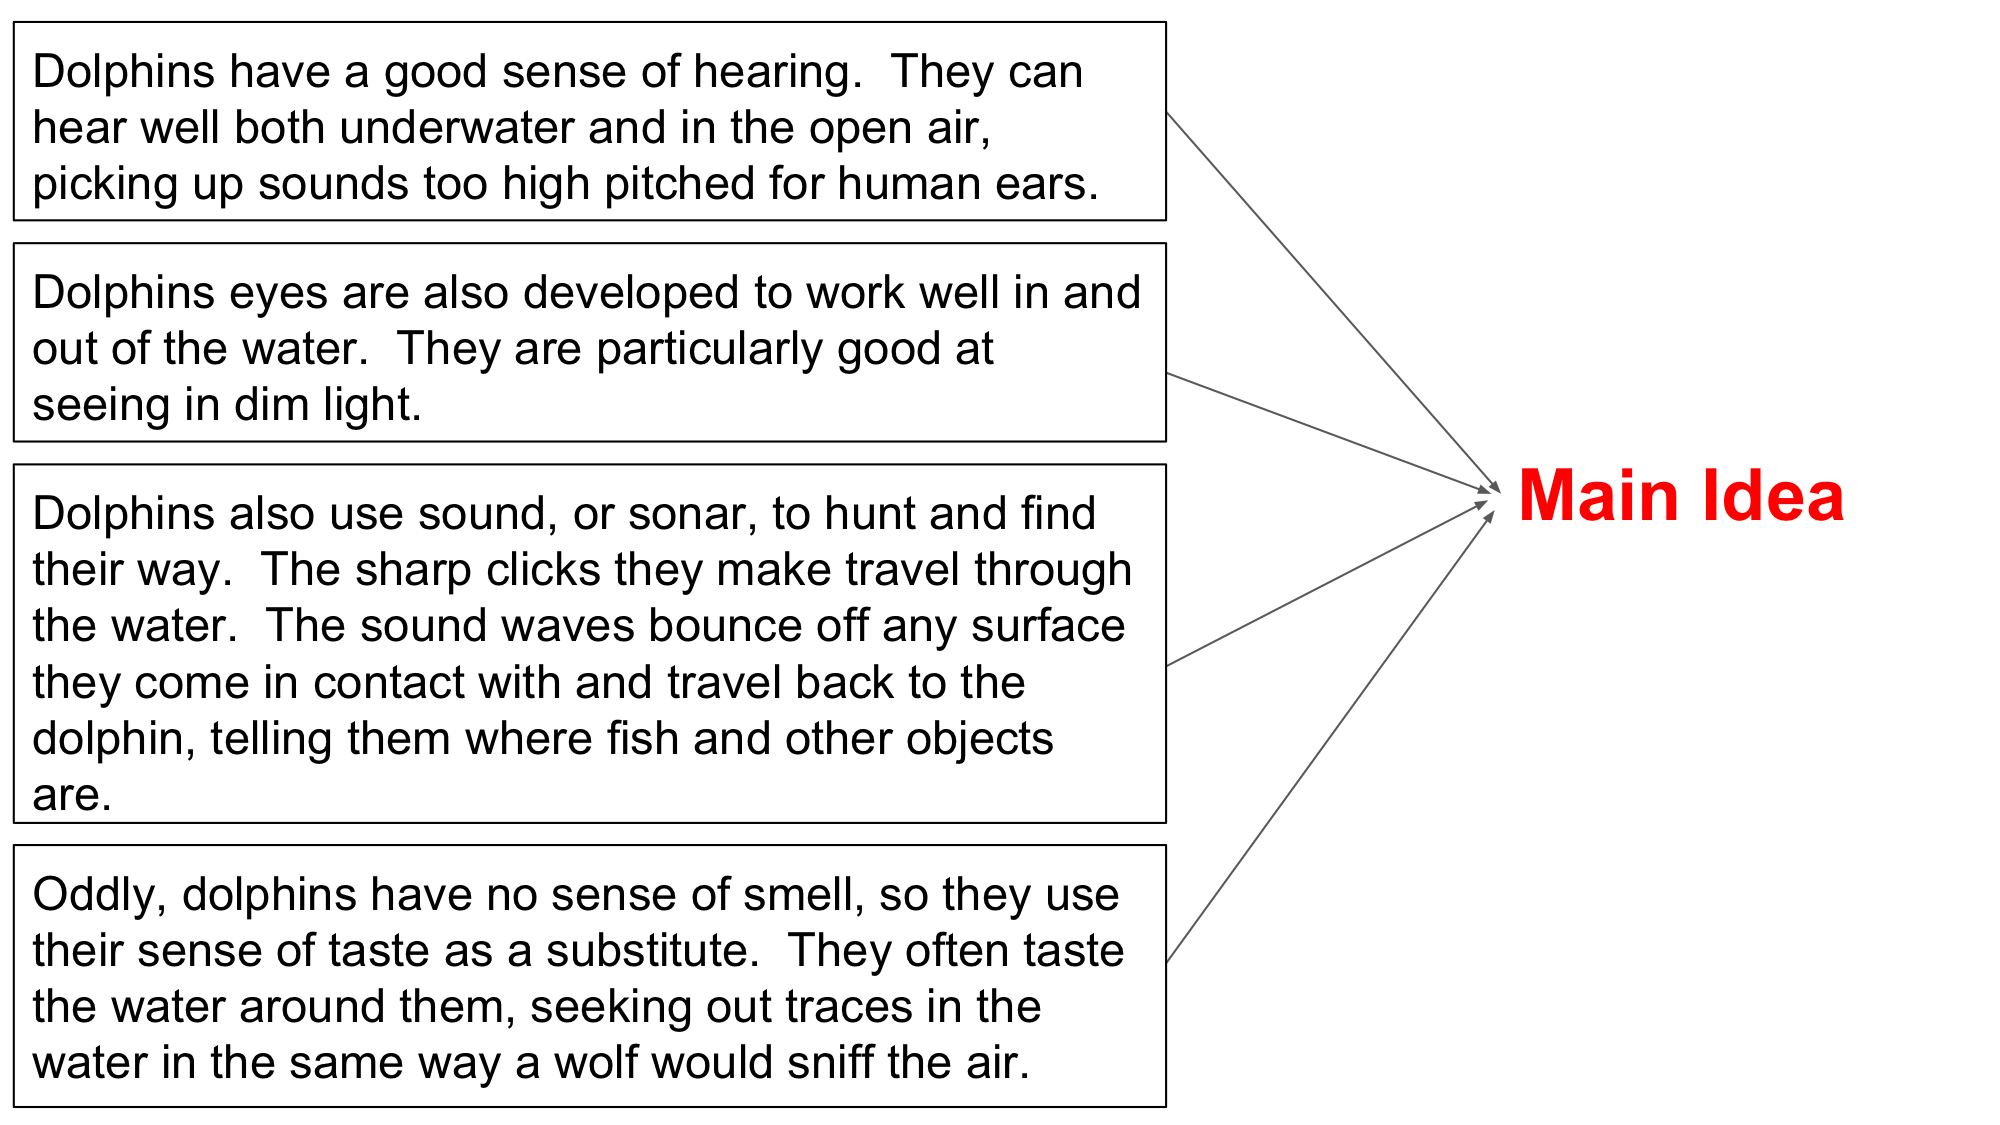 Dolphins have a good sense of hearing.  They can
hear well both underwater and in the open air,
picking up sounds too high pitched for human ears.
Dolphins eyes are also developed to work well in and
out of the water.  They are particularly good at
seeing in dim light.
Dolphins also use sound, or sonar, to hunt and find
their way.  The sharp clicks they make travel through
the water.  The sound waves bounce off any surface
they come in contact with and travel back to the
dolphin, telling them where fish and other objects
are.
Oddly, dolphins have no sense of smell, so they use
their sense of taste as a substitute.  They often taste
the water around them, seeking out traces in the
water in the same way a wolf would sniff the air.
Main Idea